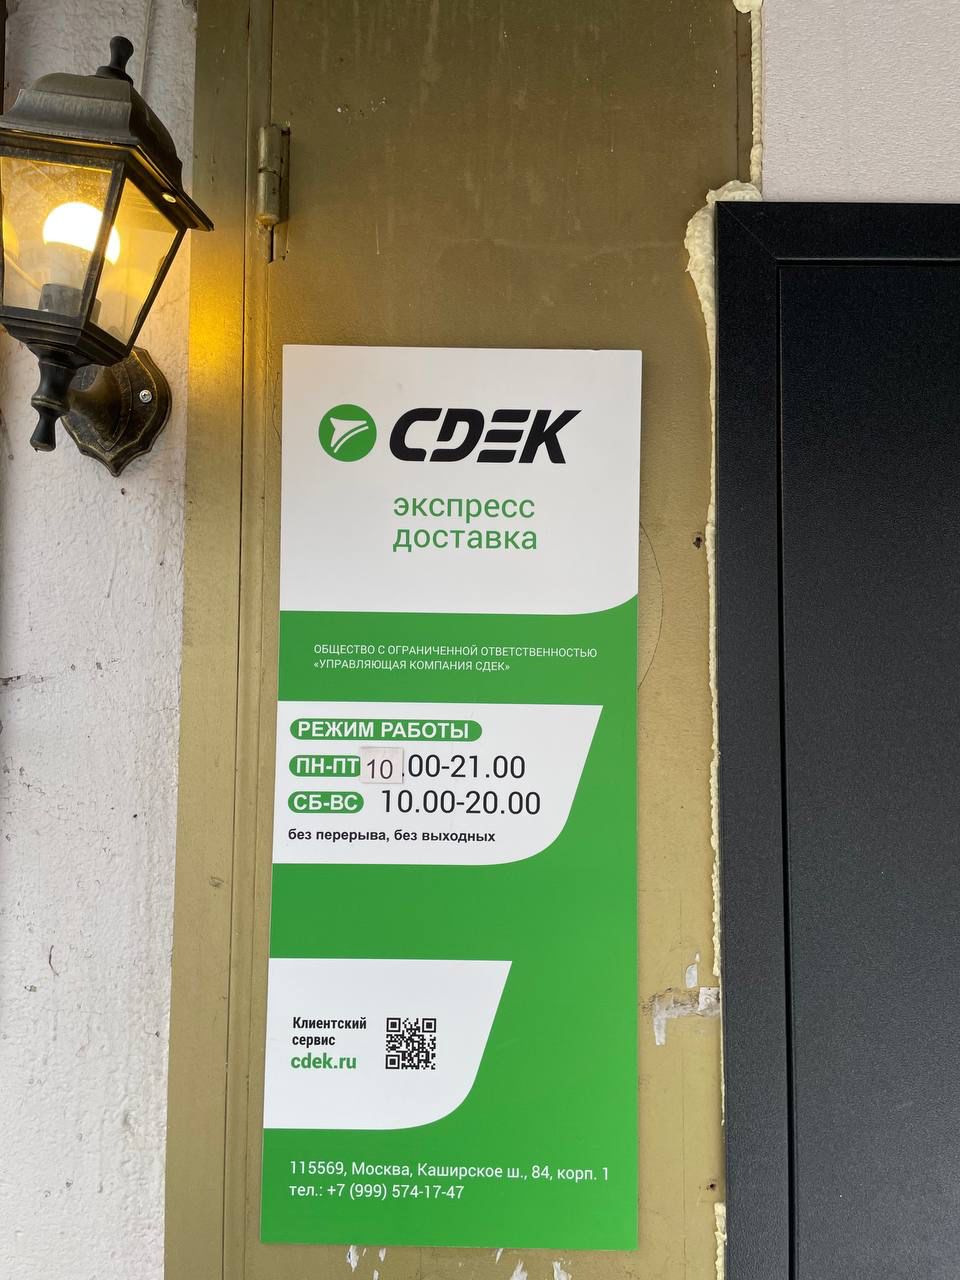 CDEK
экспресс
доставка
ОБЩЕСТВО С ОГРАНИЧЕННОЙ ОТВЕТСТВЕННОСТЬЮ
«УПРАВЛЯЮЩАЯ КОМПАНИЯ СДЕК»
РЕЖИМ РАБОТЫ
ПН-ПТ 10.00-21.00
СБ-ВС 10.00-20.00
без перерыва, без выходных
Клиентский
сервис
cdek.ru
115569, Москва, Каширское ш., 84, корп. 1
тел.: +7 (999) 574-17-47